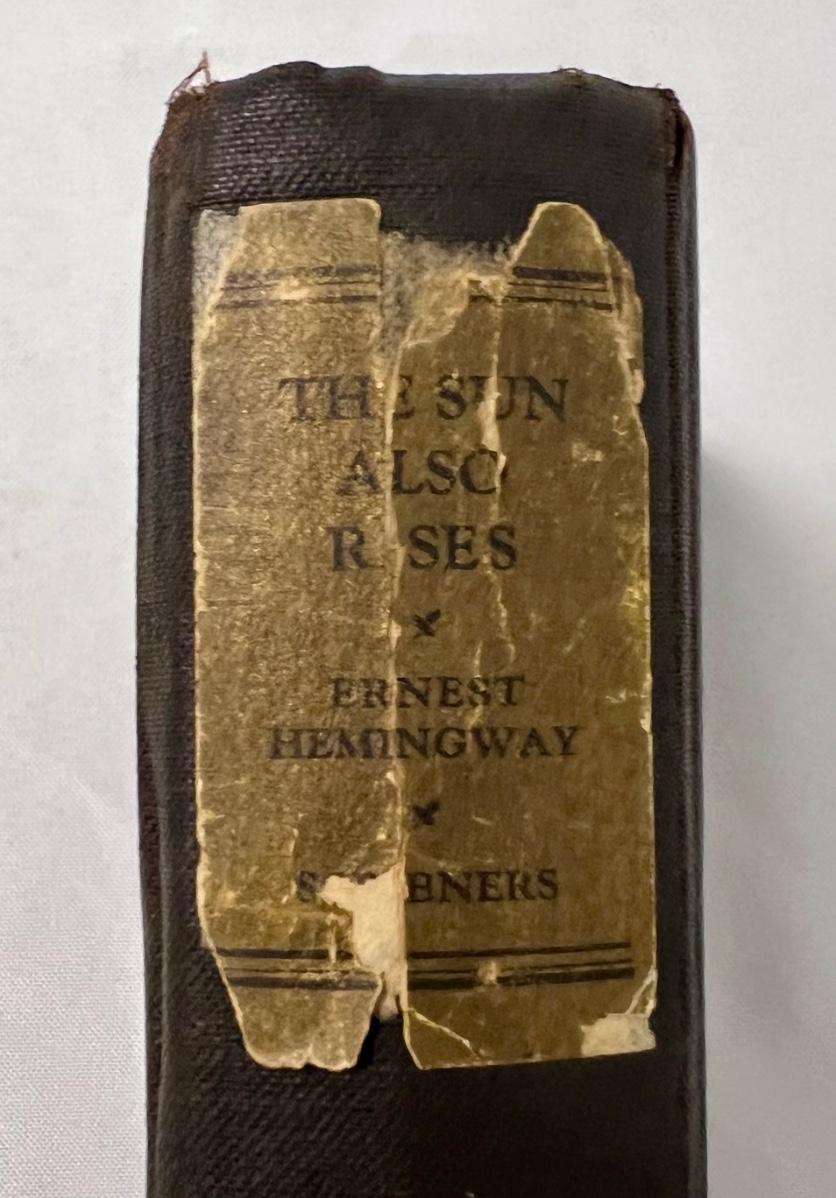 THE SUN
ALSO
RISES
ERNEST
HEMINGWAY
SCRIBNERS